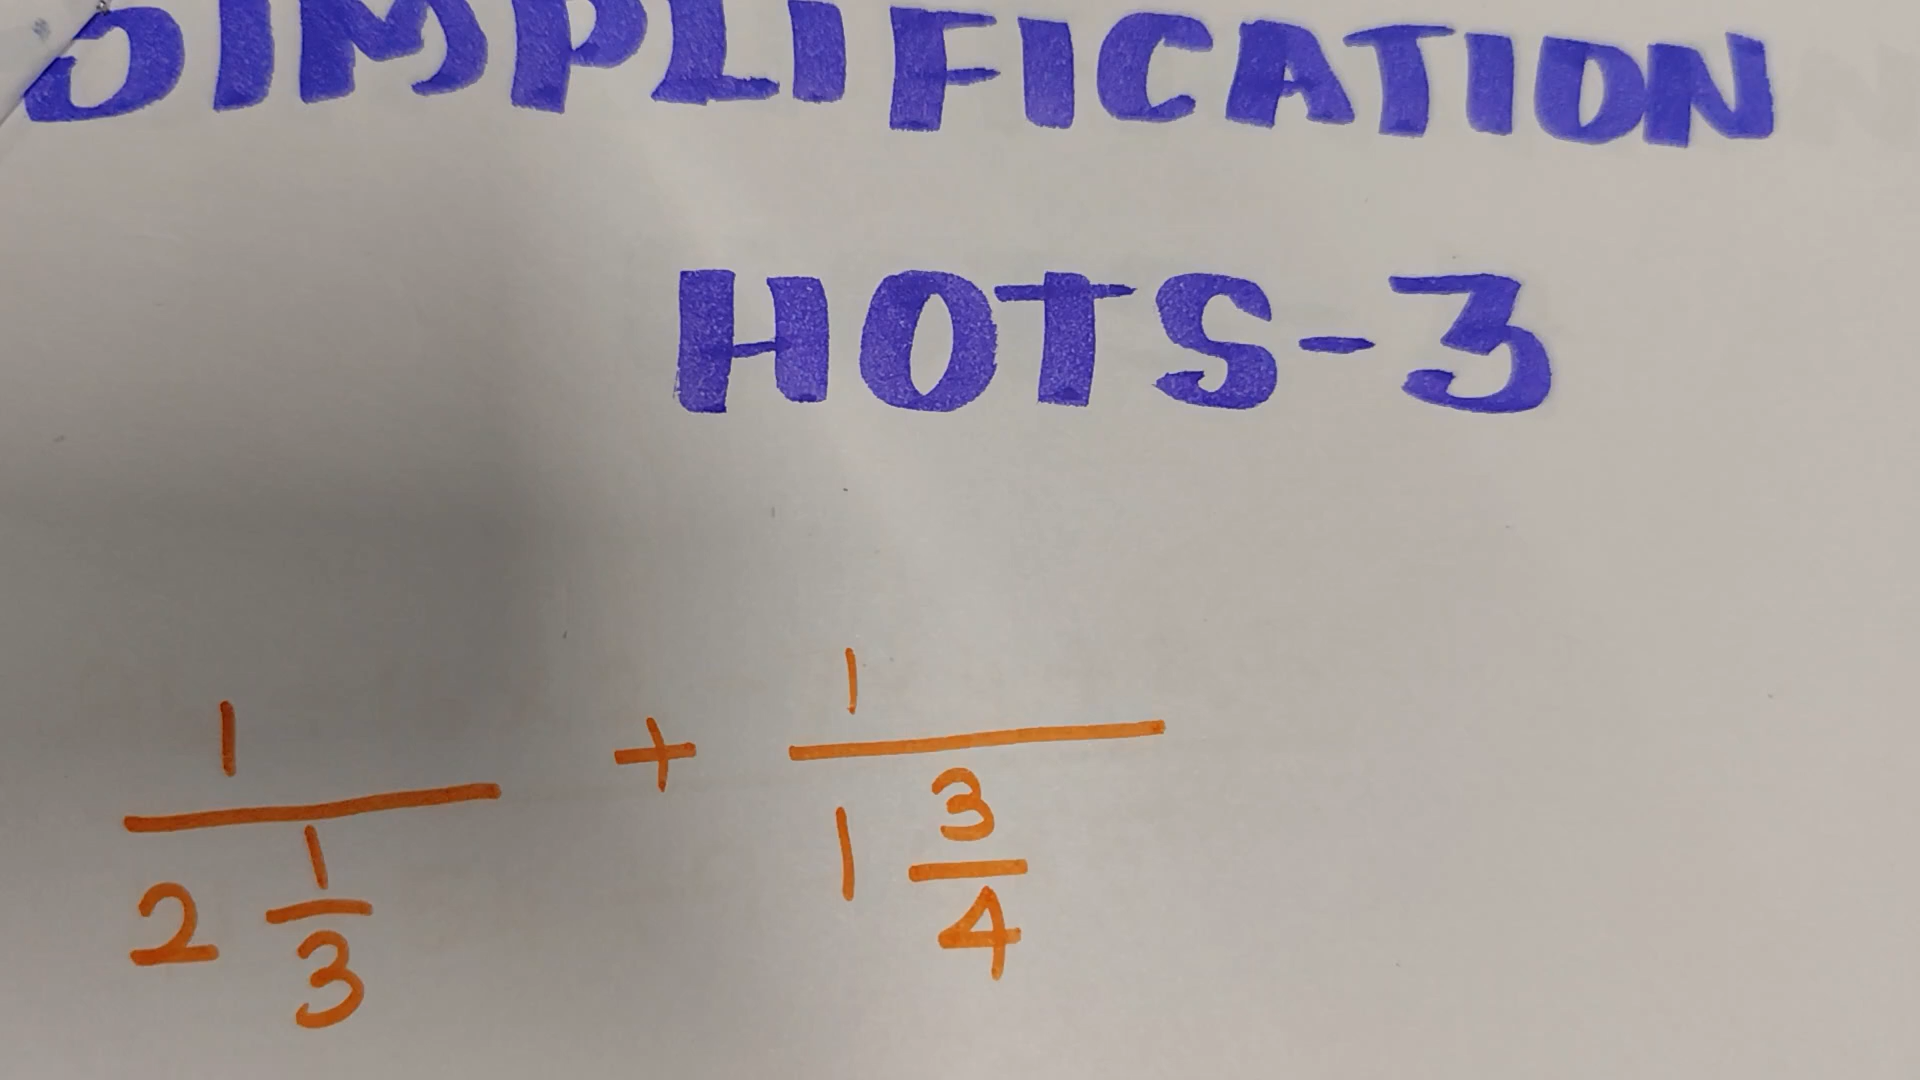 SIMPLIFICATION
HOTS-3
1/(2 1/3) + 1/(1 3/4)